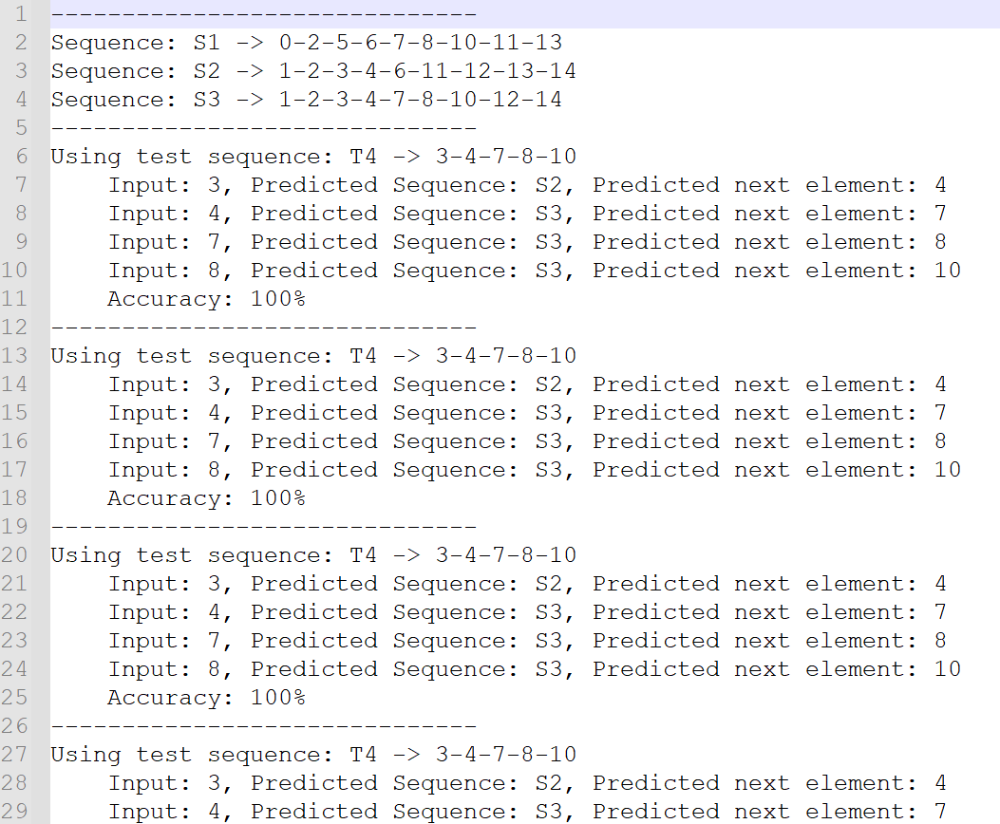 1 ------------------------------
2 Sequence: S1 -> 0-2-5-6-7-8-10-11-13
3 Sequence: S2 -> 1-2-3-4-6-11-12-13-14
4 Sequence: S3 -> 1-2-3-4-7-8-10-12-14
5 ------------------------------
6 Using test sequence: T4 -> 3-4-7-8-10
7     Input: 3, Predicted Sequence: S2, Predicted next element: 4
8     Input: 4, Predicted Sequence: S3, Predicted next element: 7
9     Input: 7, Predicted Sequence: S3, Predicted next element: 8
10     Input: 8, Predicted Sequence: S3, Predicted next element: 10
11     Accuracy: 100%
12 ------------------------------
13 Using test sequence: T4 -> 3-4-7-8-10
14     Input: 3, Predicted Sequence: S2, Predicted next element: 4
15     Input: 4, Predicted Sequence: S3, Predicted next element: 7
16     Input: 7, Predicted Sequence: S3, Predicted next element: 8
17     Input: 8, Predicted Sequence: S3, Predicted next element: 10
18     Accuracy: 100%
19 ------------------------------
20 Using test sequence: T4 -> 3-4-7-8-10
21     Input: 3, Predicted Sequence: S2, Predicted next element: 4
22     Input: 4, Predicted Sequence: S3, Predicted next element: 7
23     Input: 7, Predicted Sequence: S3, Predicted next element: 8
24     Input: 8, Predicted Sequence: S3, Predicted next element: 10
25     Accuracy: 100%
26 ------------------------------
27 Using test sequence: T4 -> 3-4-7-8-10
28     Input: 3, Predicted Sequence: S2, Predicted next element: 4
29     Input: 4, Predicted Sequence: S3, Predicted next element: 7